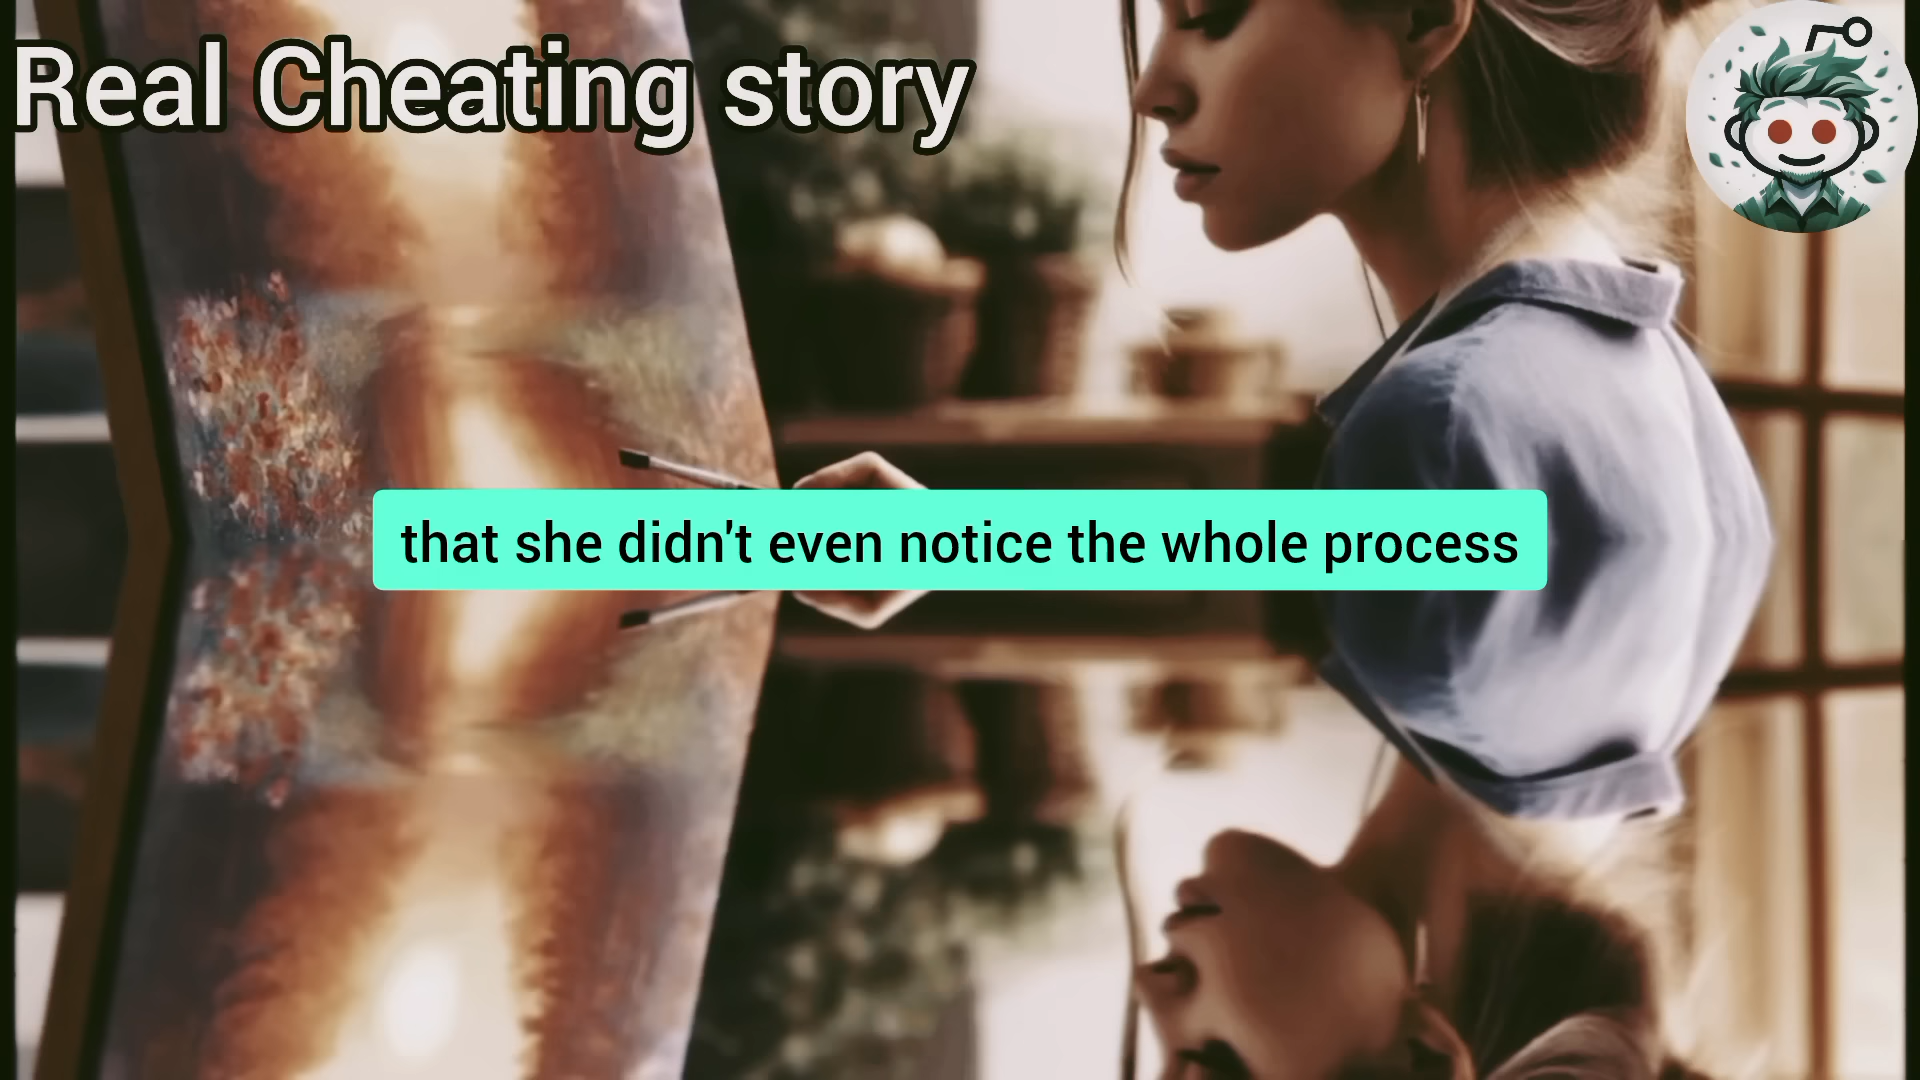 Real Cheating story
that she didn't even notice the whole process